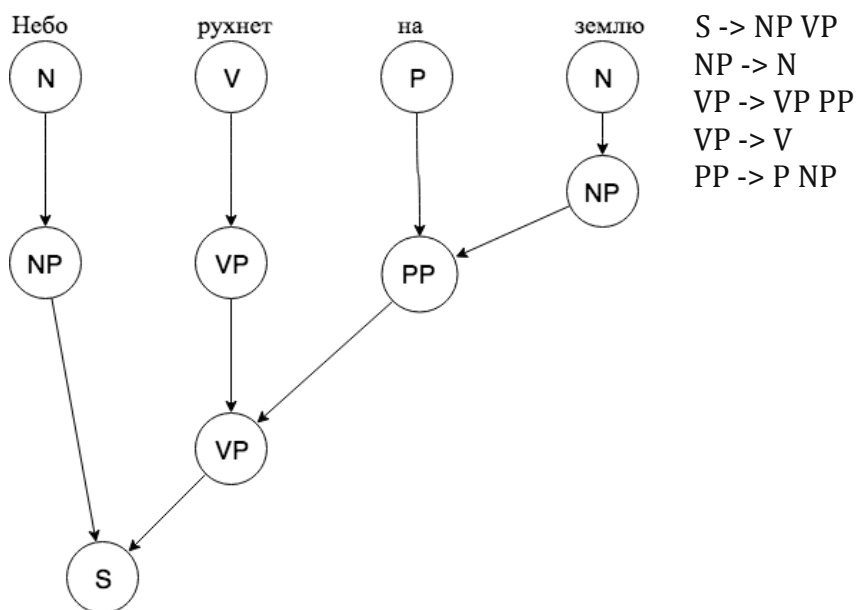 Небо рухнет на землю
N V P N
NP
NP VP PP
VP
S
S -> NP VP
NP -> N
VP -> VP PP
VP -> V
PP -> P NP